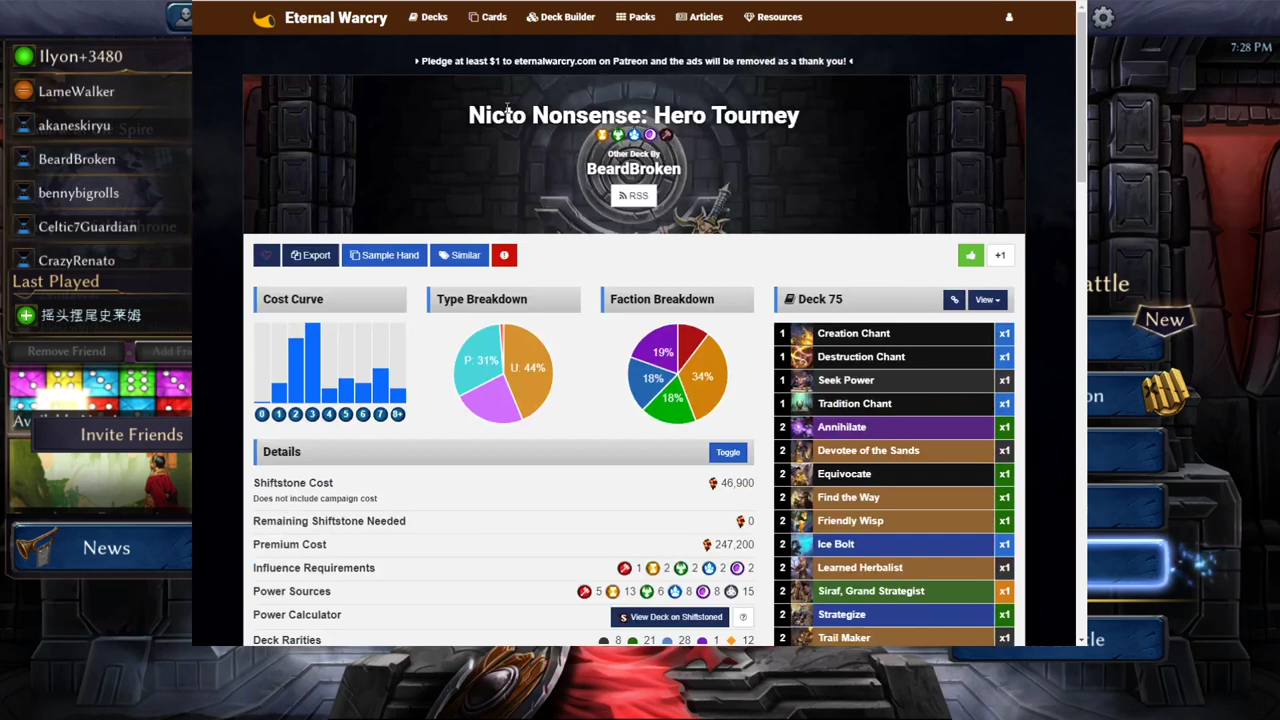 Eternal Warcry
Decks
Cards
Deck Builder
Packs
Articles
Resources
7:28 PM
Pledge at least $1 to eternalwarcry.com on Patreon and the ads will be removed as a thank you!
Nicto Nonsense: Hero Tourney
Other Deck By
BeardBroken
RSS
Ilyon+3480
LameWalker
akaneskiryu
BeardBroken
bennybigrolls
Celtic7Guardian
CrazyRenato
Last Played
摇头摆尾史莱姆
Remove Friend
Invite Friends
News
Export
Sample Hand
Similar
+1
Cost Curve
0 1 2 3 4 5 6 7 8+
Type Breakdown
P: 31%
U: 44%
Faction Breakdown
19%
34%
18%
18%
Details
Toggle
Shiftstone Cost
46,900
Does not include campaign cost
Remaining Shiftstone Needed
0
Premium Cost
247,200
Influence Requirements
1 2 2 2 2
Power Sources
5 13 6 8 8 15
Power Calculator
View Deck on Shiftstoned
?
Deck Rarities
8 21 28 1 12
Deck 75
View
1 Creation Chant x1
1 Destruction Chant x1
1 Seek Power x1
1 Tradition Chant x1
2 Annihilate x1
2 Devotee of the Sands x1
2 Equivocate x1
2 Find the Way x1
2 Friendly Wisp x1
2 Ice Bolt x1
2 Learned Herbalist x1
2 Siraf, Grand Strategist x1
2 Strategize x1
2 Trail Maker x1
New